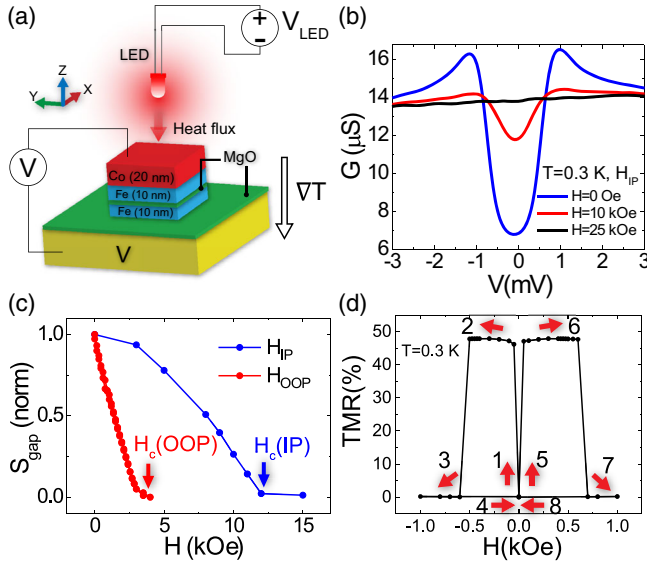 (a)
V_LED
LED
Z
Y
X
Heat flux
V
MgO
Co (20 nm)
Fe (10 nm)
Fe (10 nm)
∇T
V
(b)
G (μS)
16
14
12
10
8
6
T=0.3 K, H_IP
H=0 Oe
H=10 kOe
H=25 kOe
-3 -2 -1 0 1 2 3
V(mV)
(c)
S_gap (norm)
1.0
0.5
0.0
H_IP
H_OOP
H_c(OOP)
H_c(IP)
0 5 10 15
H (kOe)
(d)
TMR(%)
50
40
30
20
10
0
2
6
T=0.3 K
3
1
5
7
4
8
-1.0 -0.5 0.0 0.5 1.0
H(kOe)